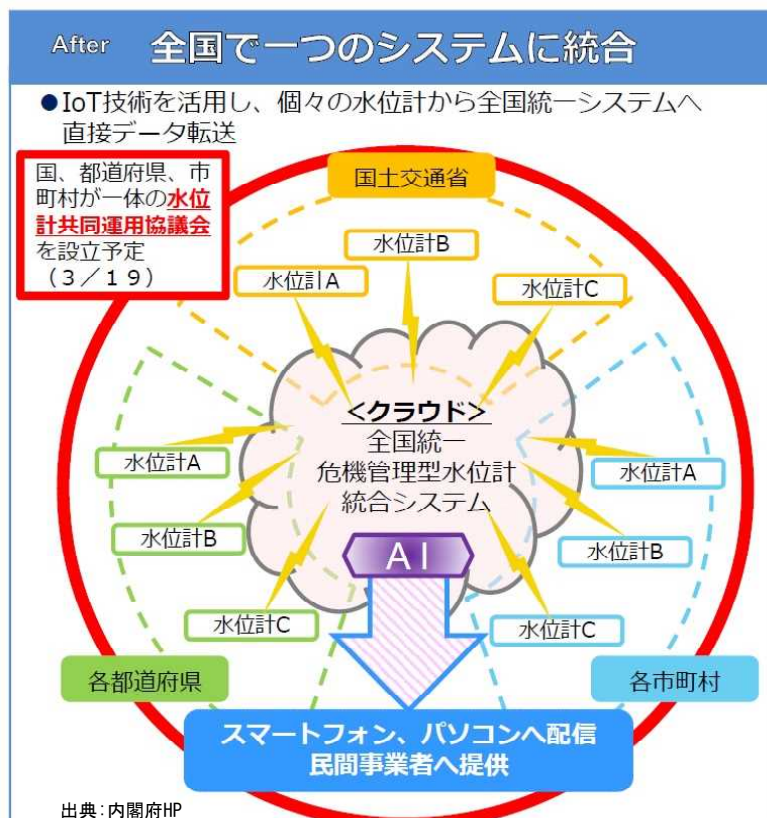 After 全国で一つのシステムに統合
●IoT技術を活用し、個々の水位計から全国統一システムへ
直接データ転送
国、都道府県、市
町村が一体の水位
計共同運用協議会
を設立予定
（３／１９）
国土交通省
水位計B
水位計A
水位計C
<クラウド>
全国統一
危機管理型水位計
統合システム
AI
水位計A
水位計B
水位計C
各都道府県
水位計A
水位計B
水位計C
各市町村
スマートフォン、パソコンへ配信
民間事業者へ提供
出典：内閣府HP